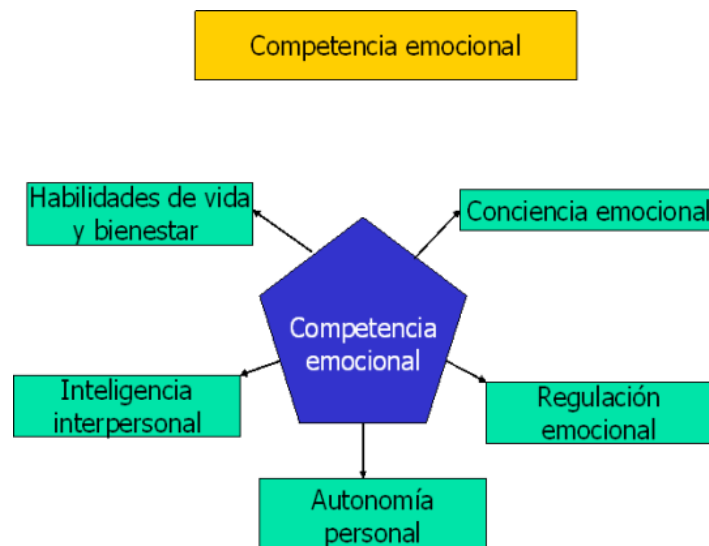 Competencia emocional
Habilidades de vida
y bienestar
Conciencia emocional
Competencia
emocional
Inteligencia
interpersonal
Regulación
emocional
Autonomía
personal